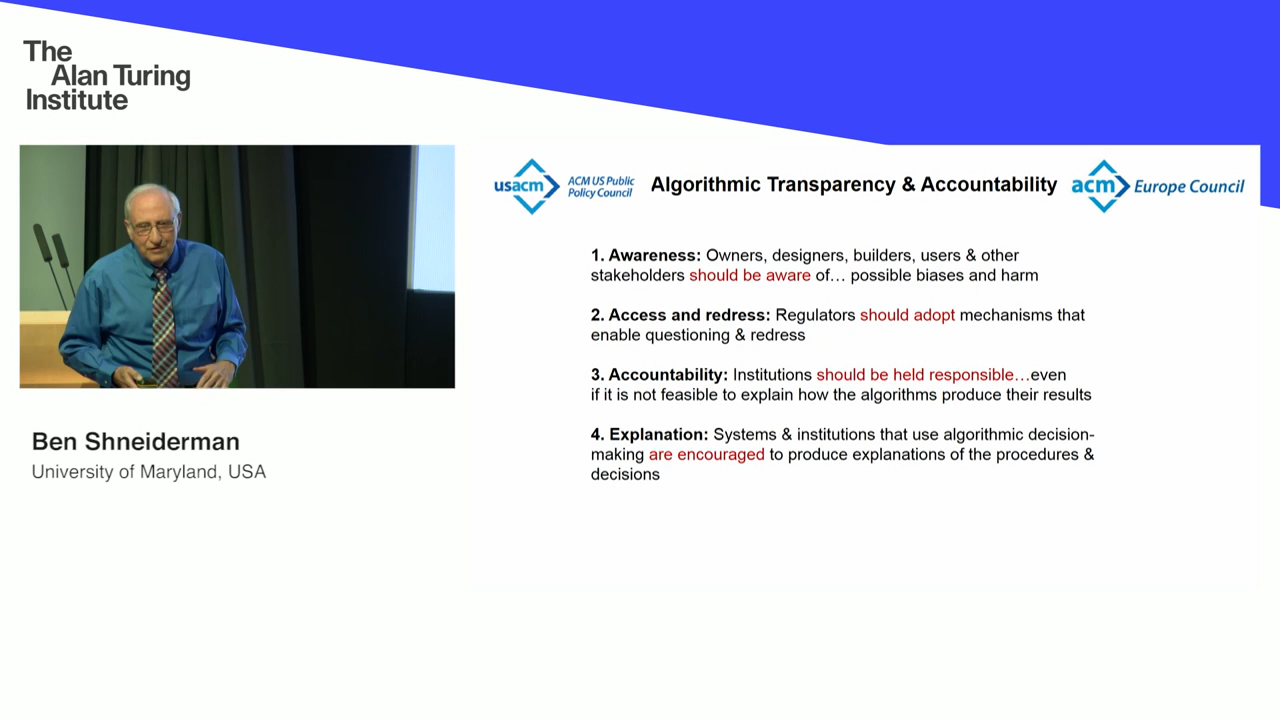 The
Alan Turing
Institute
usacm
ACM US Public
Policy Council
Algorithmic Transparency & Accountability
acm
Europe Council
1. Awareness: Owners, designers, builders, users & other
stakeholders should be aware of… possible biases and harm
2. Access and redress: Regulators should adopt mechanisms that
enable questioning & redress
3. Accountability: Institutions should be held responsible…even
if it is not feasible to explain how the algorithms produce their results
4. Explanation: Systems & institutions that use algorithmic decision-
making are encouraged to produce explanations of the procedures &
decisions
Ben Shneiderman
University of Maryland, USA